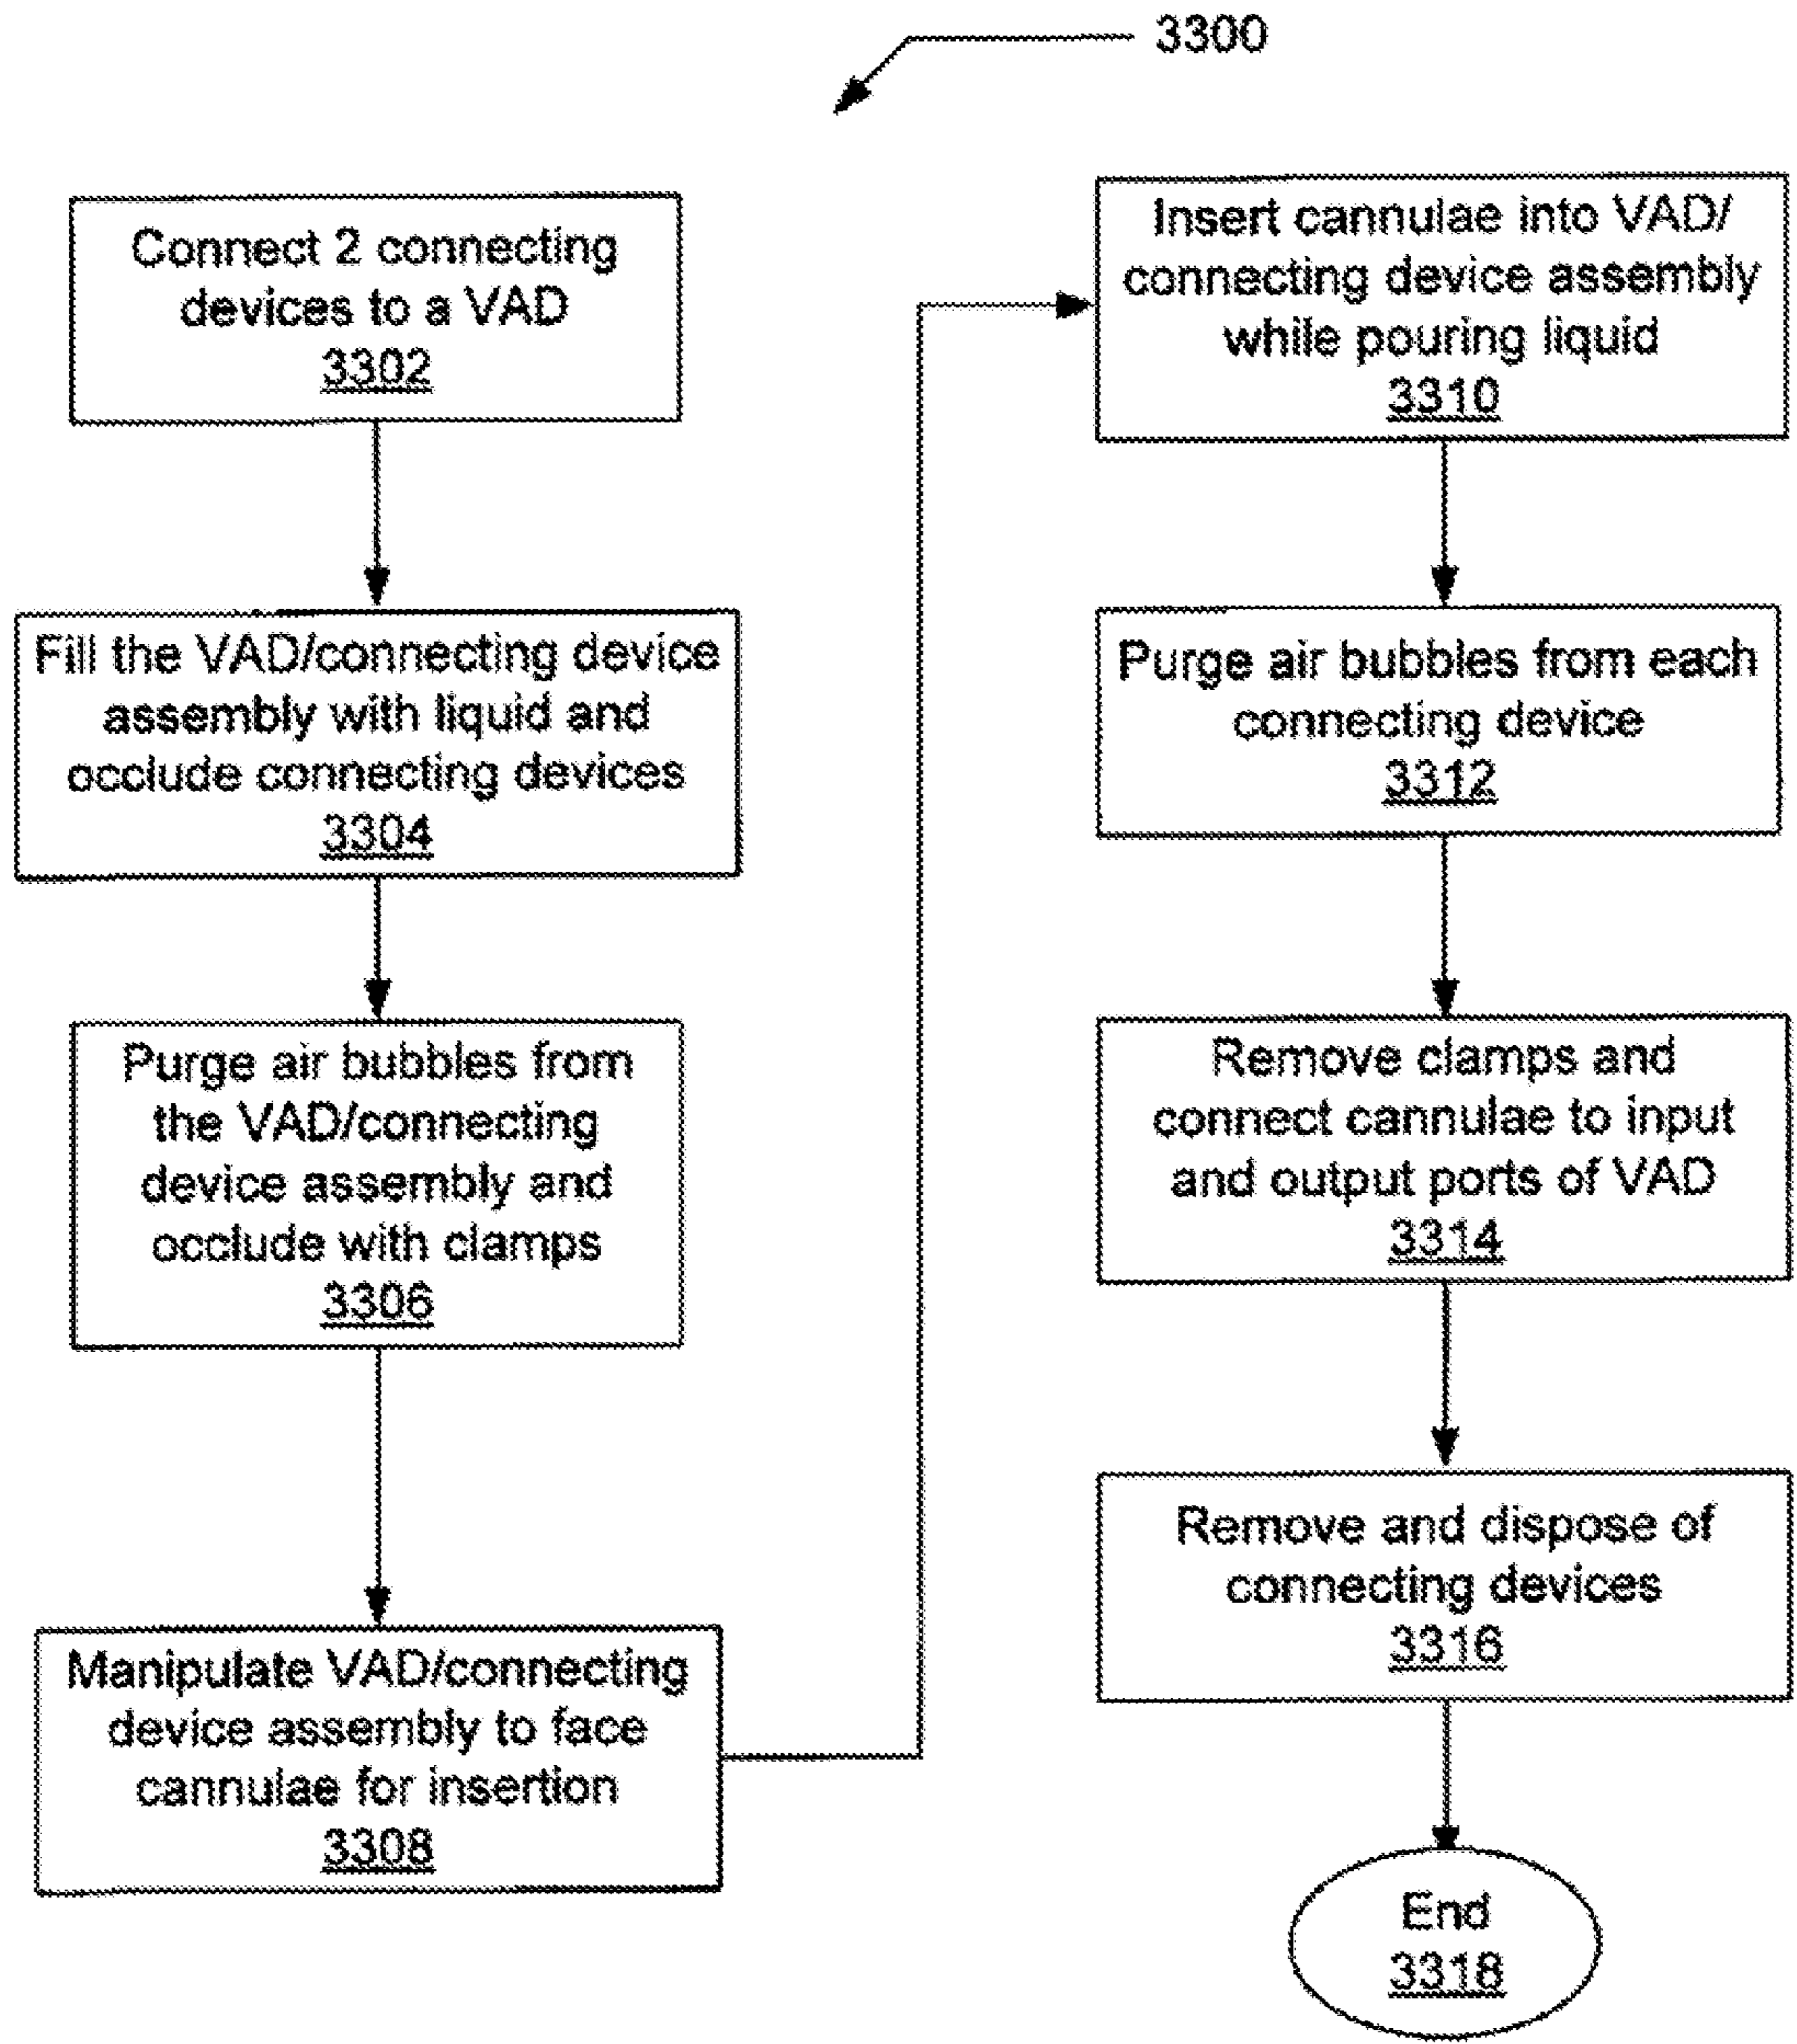 3300
Connect 2 connecting
devices to a VAD
3302
Fill the VAD/connecting device
assembly with liquid and
occlude connecting devices
3304
Purge air bubbles from
the VAD/connecting
device assembly and
occlude with clamps
3306
Manipulate VAD/connecting
device assembly to face
cannulae for insertion
3308
Insert cannulae into VAD/
connecting device assembly
while pouring liquid
3310
Purge air bubbles from each
connecting device
3312
Remove clamps and
connect cannulae to input
and output ports of VAD
3314
Remove and dispose of
connecting devices
3316
End
3318